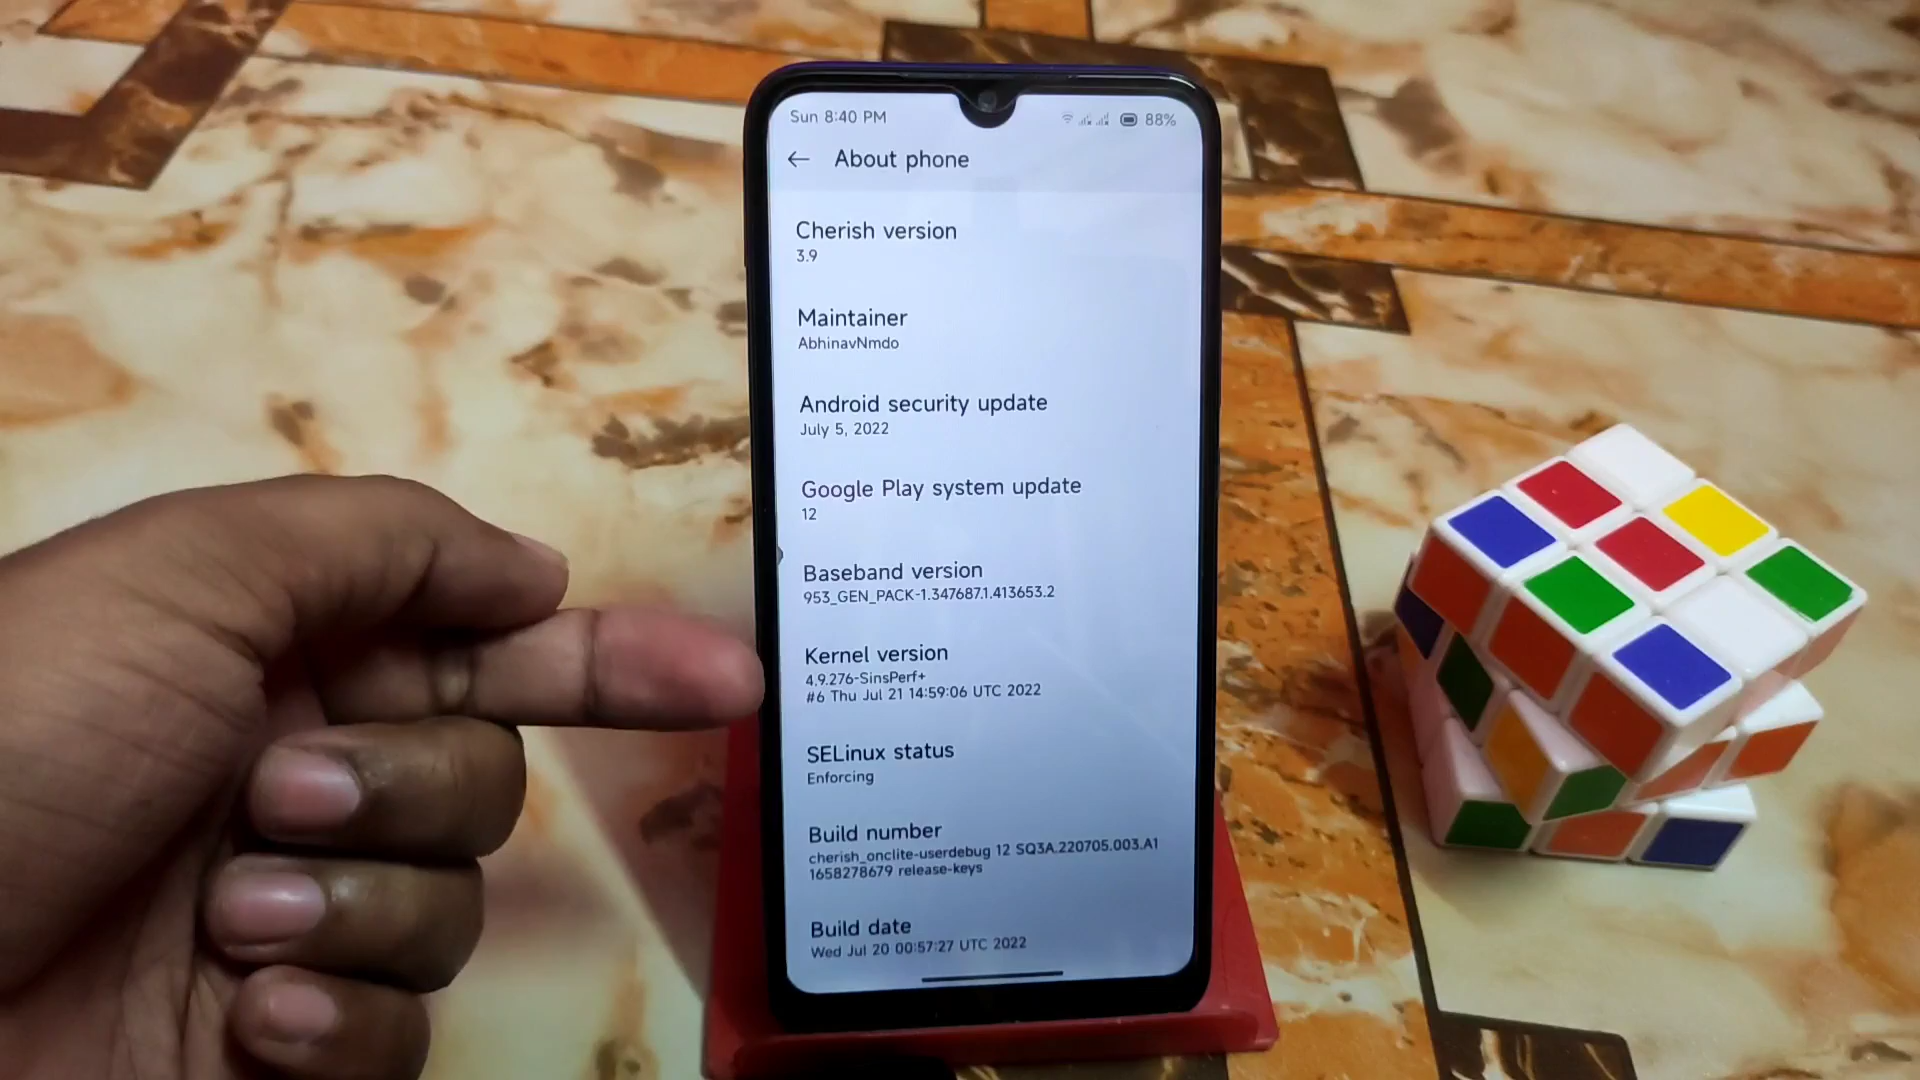 Sun 8:40 PM
88%
About phone
Cherish version
3.9
Maintainer
AbhinavNmdo
Android security update
July 5, 2022
Google Play system update
12
Baseband version
953_GEN_PACK-1.347687.1.413653.2
Kernel version
4.9.276-SinsPerf+
#6 Thu Jul 21 14:59:06 UTC 2022
SELinux status
Enforcing
Build number
cherish_onclite-userdebug 12 SQ3A.220705.003.A1
1658278679 release-keys
Build date
Wed Jul 20 00:57:27 UTC 2022